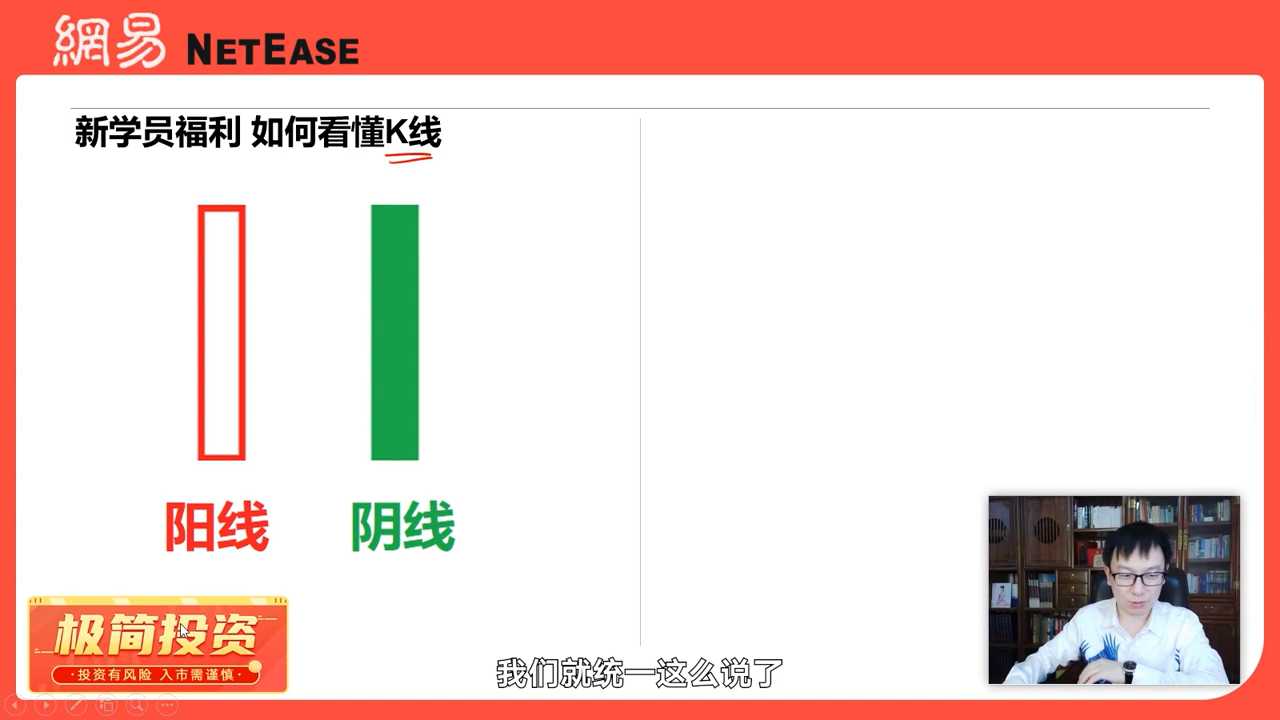 網易 NETEASE
新学员福利 如何看懂K线
阳线 阴线
极简投资
·投资有风险 入市需谨慎·
我们就统一这么说了